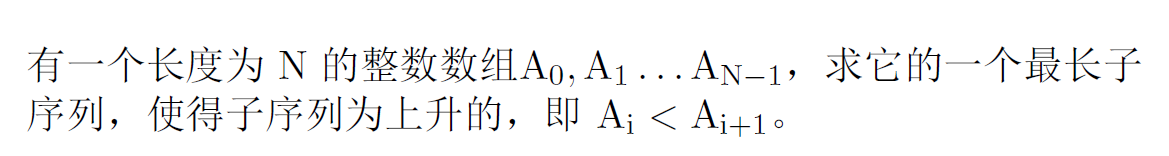 有一个长度为 N 的整数数组A₀, A₁ … A_{N−1}，求它的一个最长子
序列，使得子序列为上升的，即 A_i < A_{i+1}。